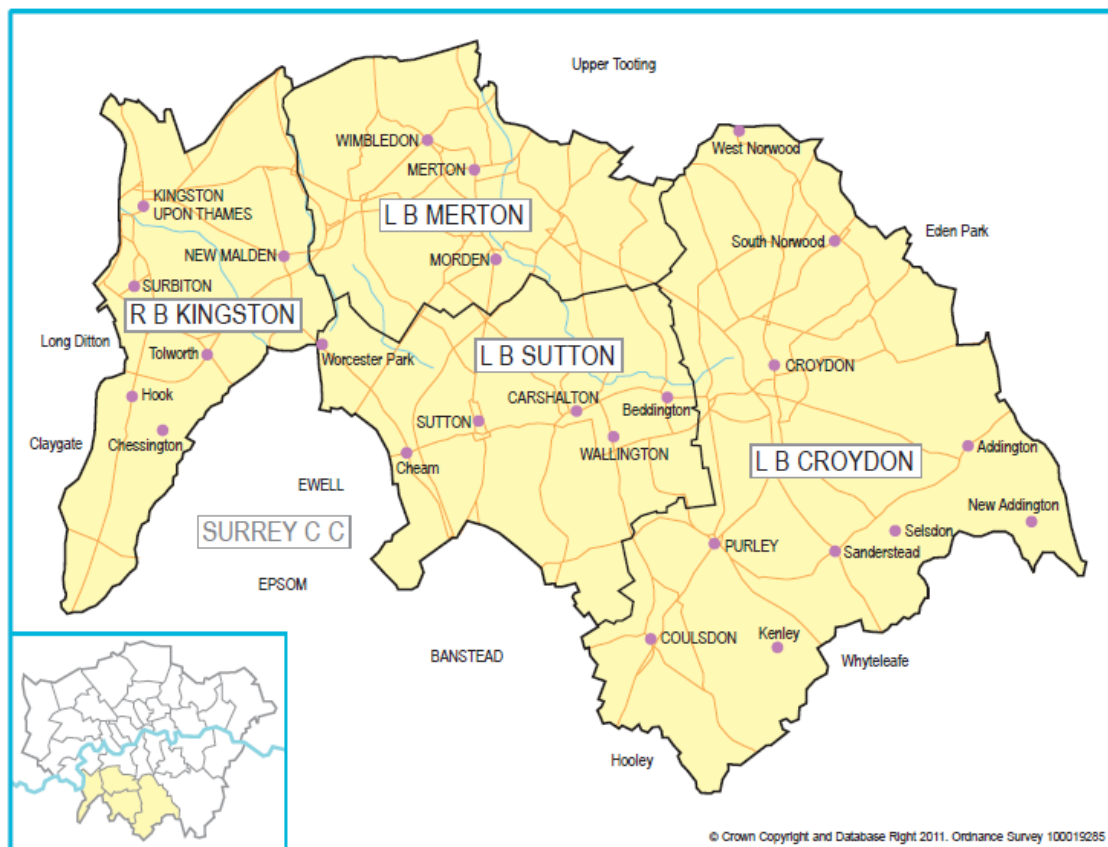 Upper Tooting
WIMBLEDON
West Norwood
MERTON
KINGSTON
UPON THAMES
L B MERTON
Eden Park
South Norwood
NEW MALDEN
MORDEN
SURBITON
R B KINGSTON
Long Ditton
Tolworth
Worcester Park
L B SUTTON
CROYDON
Hook
CARSHALTON
Beddington
SUTTON
Claygate
Chessington
Addington
WALLINGTON
L B CROYDON
Cheam
EWELL
New Addington
SURREY C C
Selsdon
PURLEY
Sanderstead
EPSOM
COULSDON
Kenley
BANSTEAD
Whyteleafe
Hooley
© Crown Copyright and Database Right 2011. Ordnance Survey 100019285